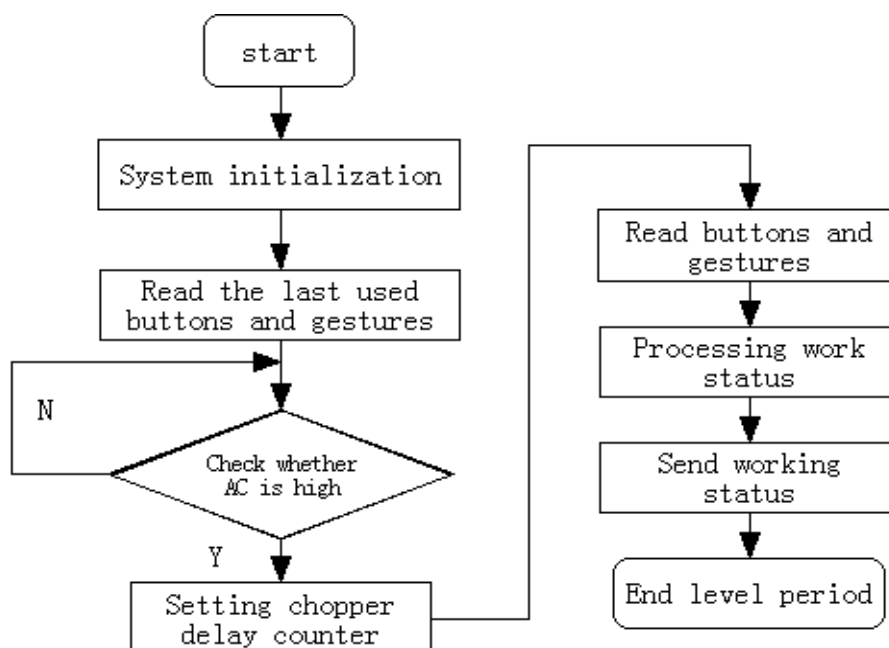 start
System initialization
Read the last used
buttons and gestures
N
Check whether
AC is high
Y
Setting chopper
delay counter
Read buttons and
gestures
Processing work
status
Send working
status
End level period